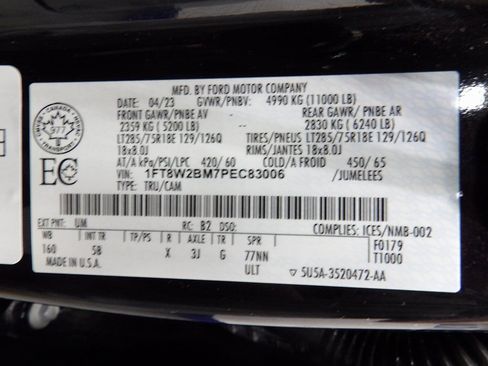 MFD. BY FORD MOTOR COMPANY
DATE: 04/23 GVWR/PNBV: 4990 KG (11000 LB)
FRONT GAWR/ PNBE AV REAR GAWR/ PNBE AR
2359 KG ( 5200 LB) 2830 KG ( 6240 LB)
LT285/75R18E 129/126Q TIRES/PNEUS LT285/75R18E 129/126Q
18x8.0J RIMS/JANTES 18x8.0J
AT/A kPa/PSI/LPC 420/ 60 COLD/A FROID 450/ 65
VIN: 1FT8W2BM7PEC83006 /JUMELEES
TYPE: TRU/CAM
CANADA
977
TRANSPORT
EC
COMPLIES: ICES/NMB-002
EXT PNT: UM RC: B2 DSO: F0179
WB INT TR TP/PS R AXLE TR SPR T1000
160 5B X 3J G 77NN
MADE IN U.S.A. ULT 5U5A-3520472-AA